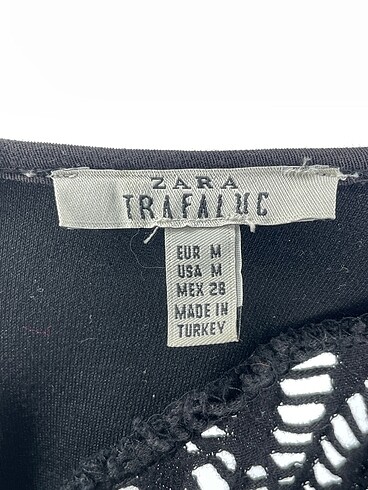 ZARA
TRAFALUC
EUR M
USA M
MEX 28
MADE IN
TURKEY